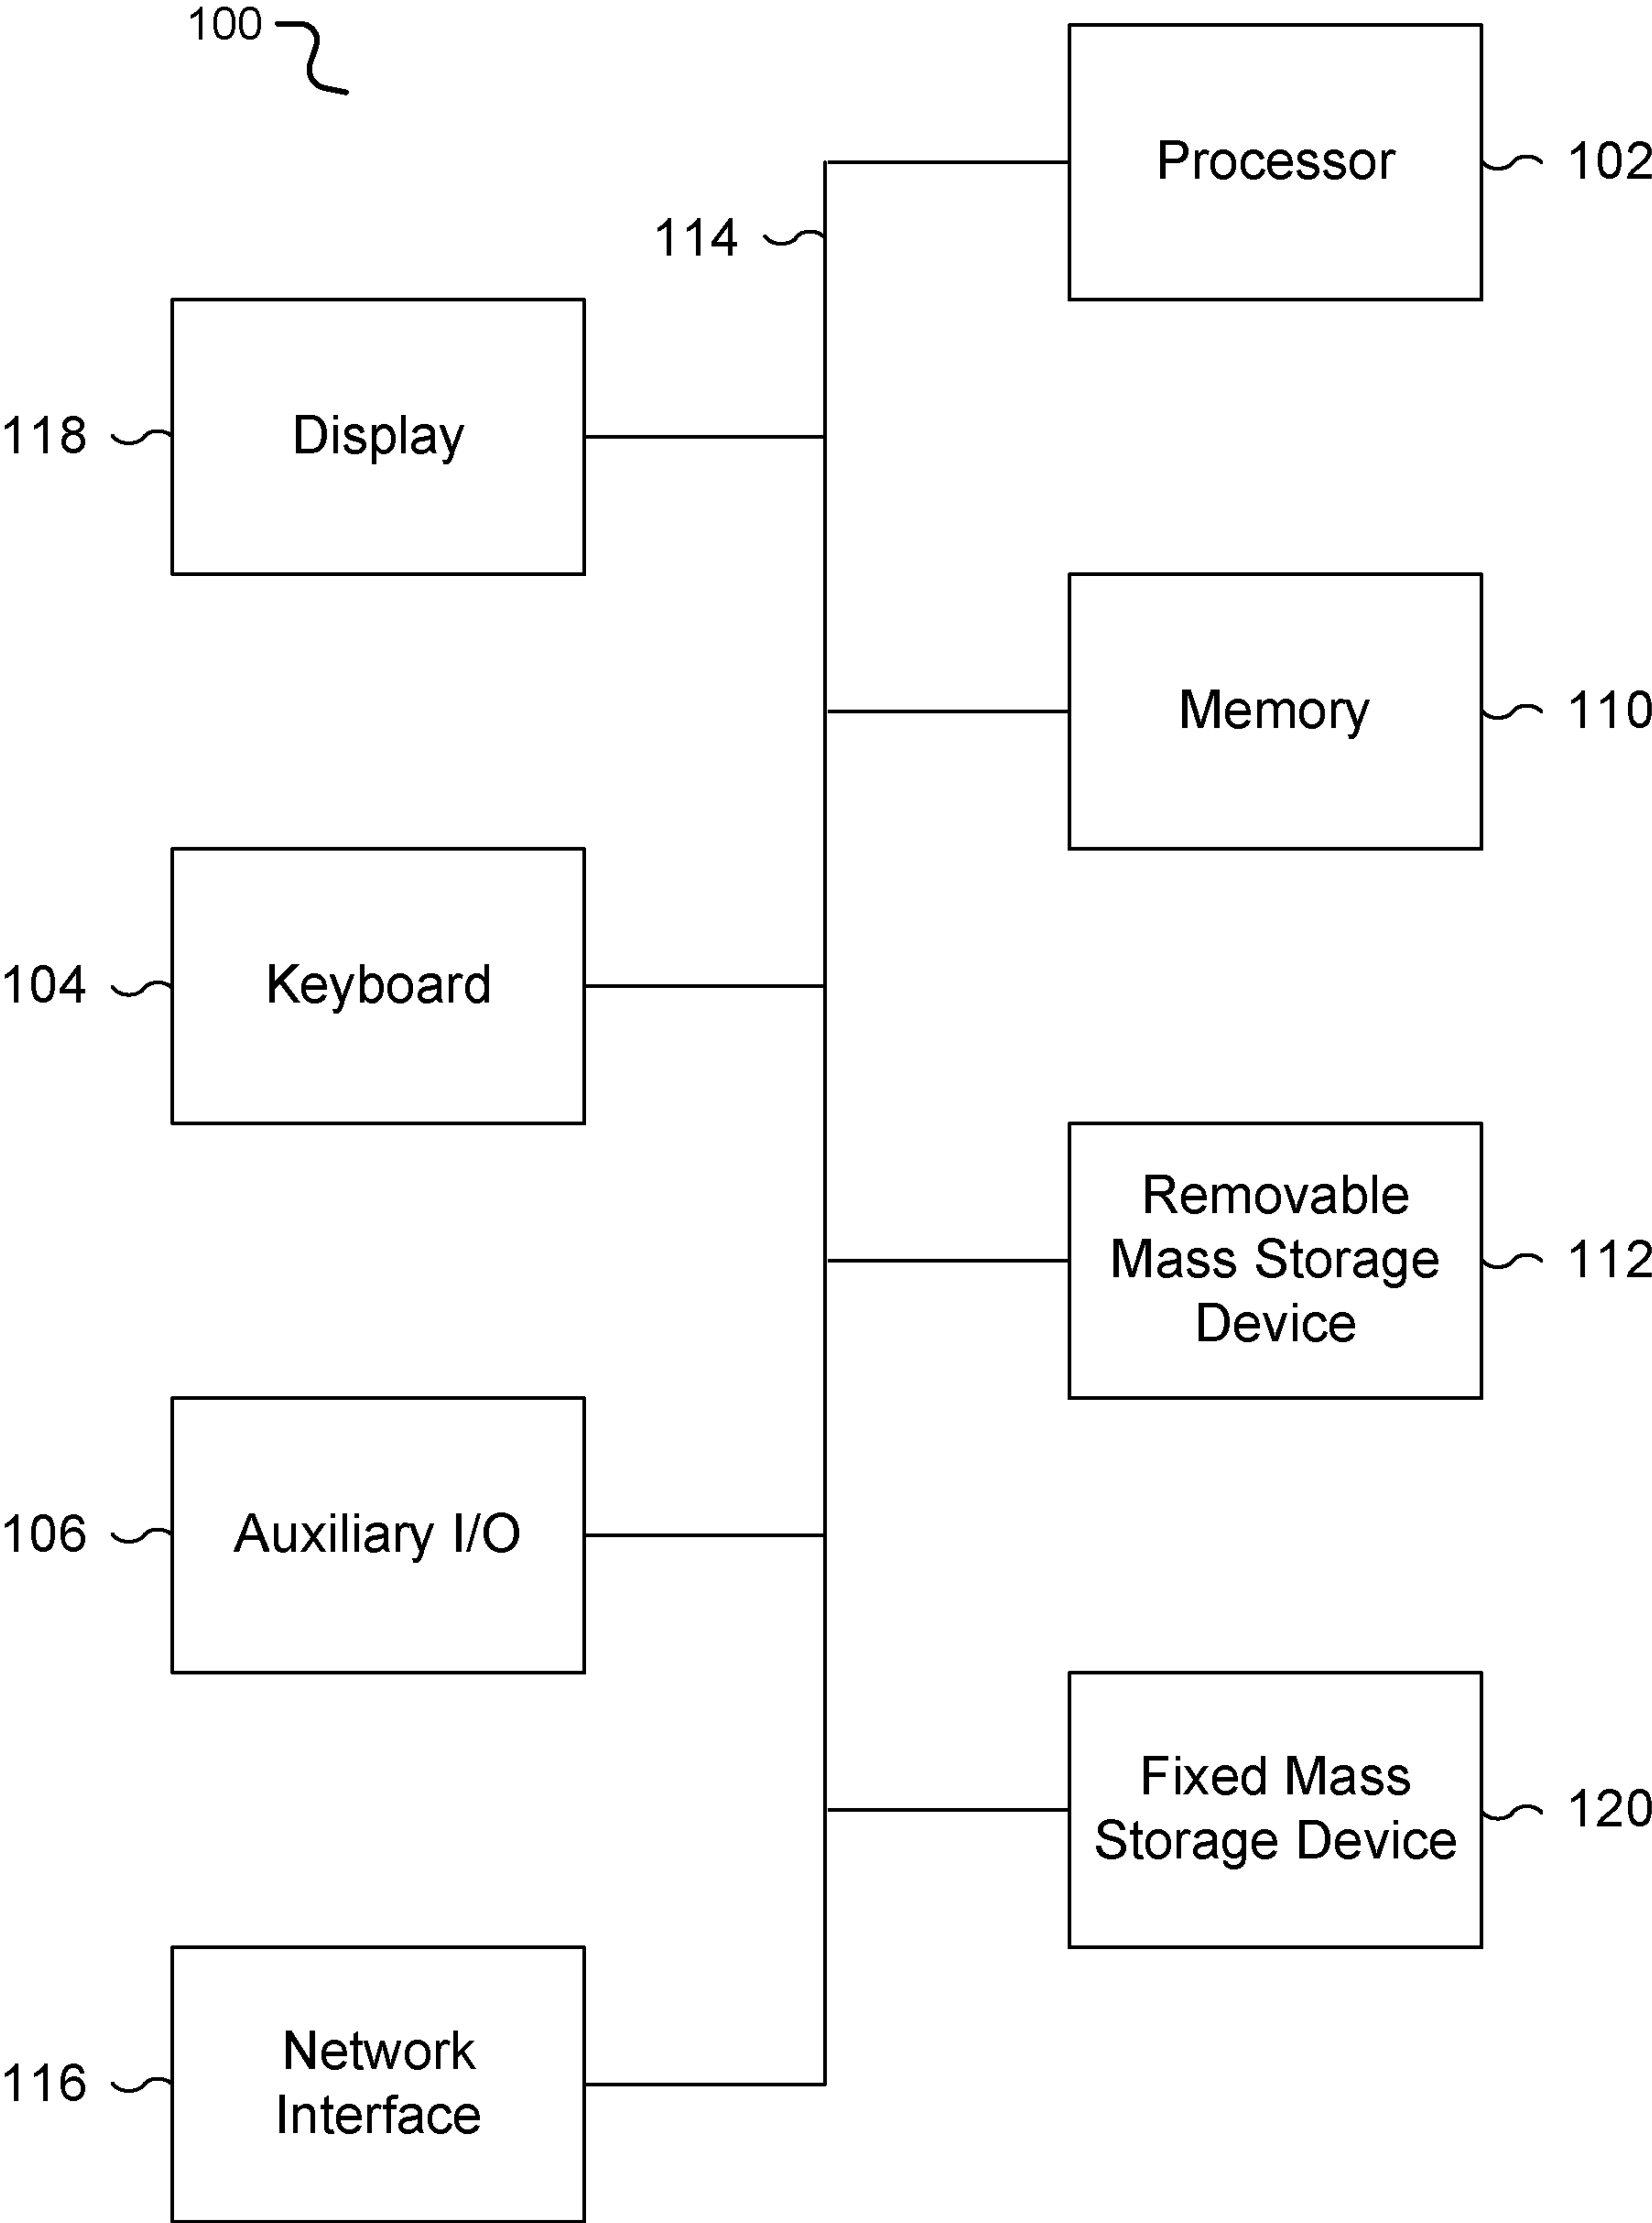 100
Processor
102
114
118
Display
Memory
110
104
Keyboard
Removable
Mass Storage
Device
112
106
Auxiliary I/O
Fixed Mass
Storage Device
120
116
Network
Interface